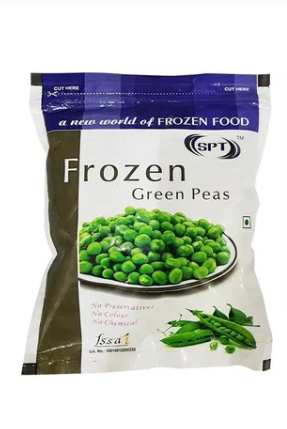 CUT HERE CUT HERE
a new world of FROZEN FOOD
SPT TM
Frozen
Green Peas
No Preservatives
No Colour
No Chemical
fssai